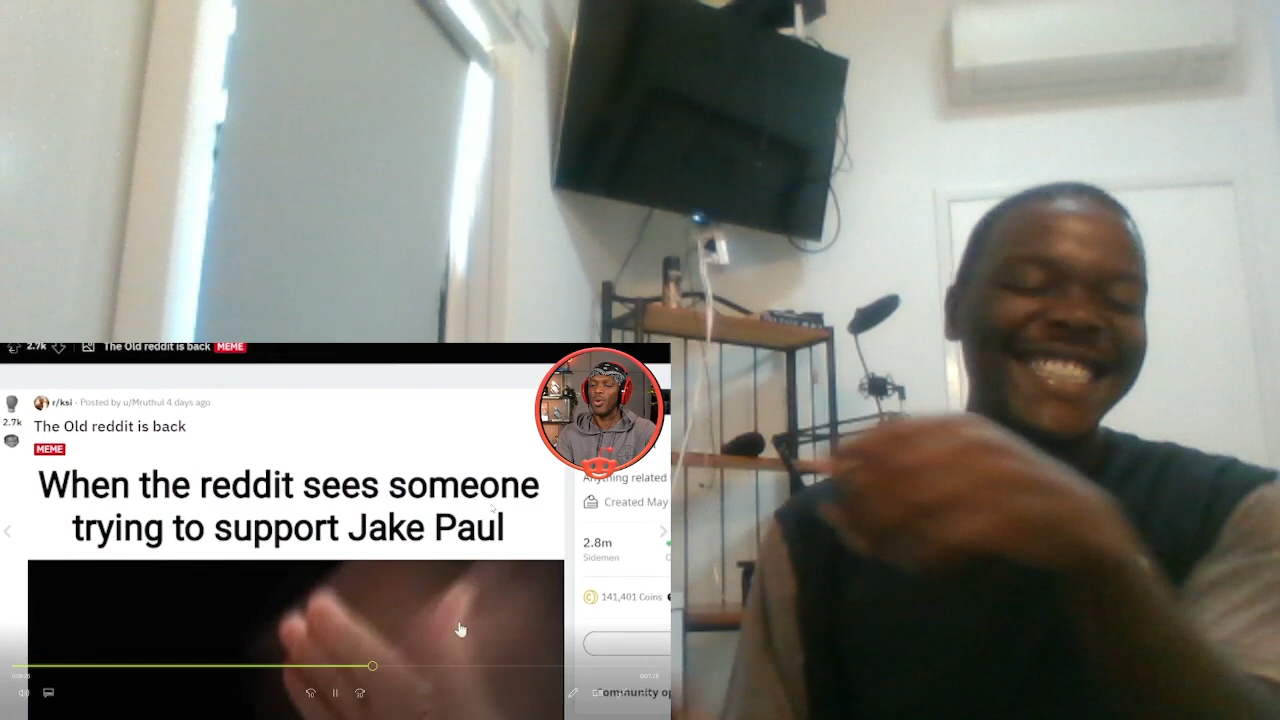 2.7k The Old reddit is back MEME
r/ksi · Posted by u/Mruthul 4 days ago
2.7k
The Old reddit is back
MEME
When the reddit sees someone
trying to support Jake Paul
Anything related
Created May
2.8m
Sidemen
141,401 Coins